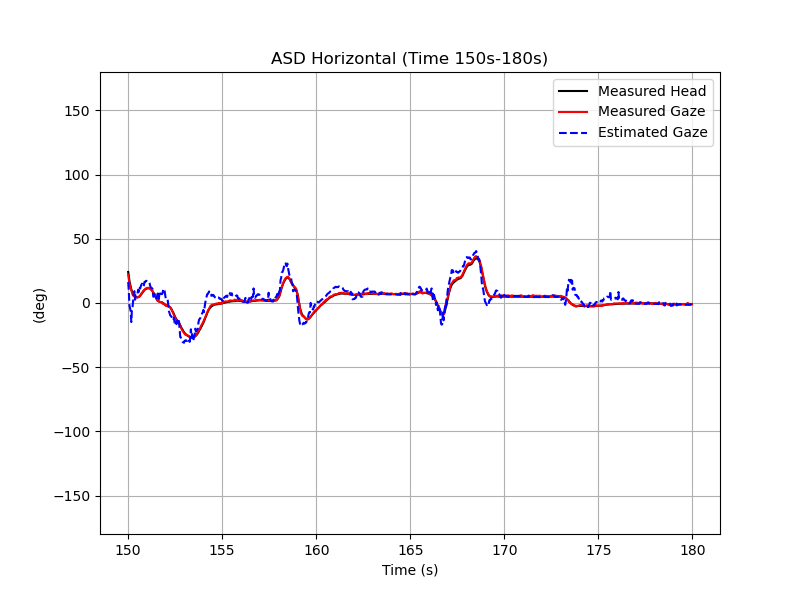 ASD Horizontal (Time 150s-180s)
Measured Head
Measured Gaze
Estimated Gaze
150
100
50
0
−50
−100
−150
(deg)
150 155 160 165 170 175 180
Time (s)